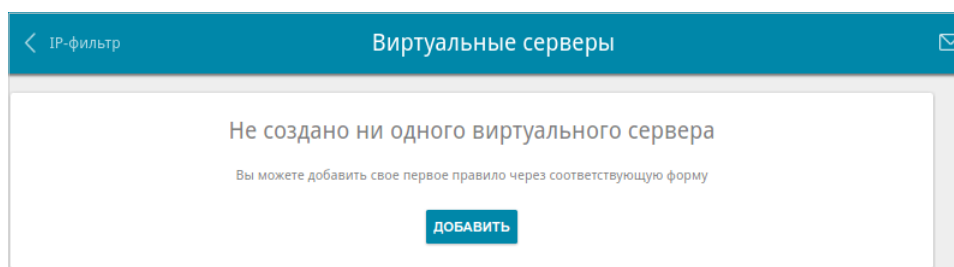 IP-фильтр
Виртуальные серверы
Не создано ни одного виртуального сервера
Вы можете добавить свое первое правило через соответствующую форму
ДОБАВИТЬ